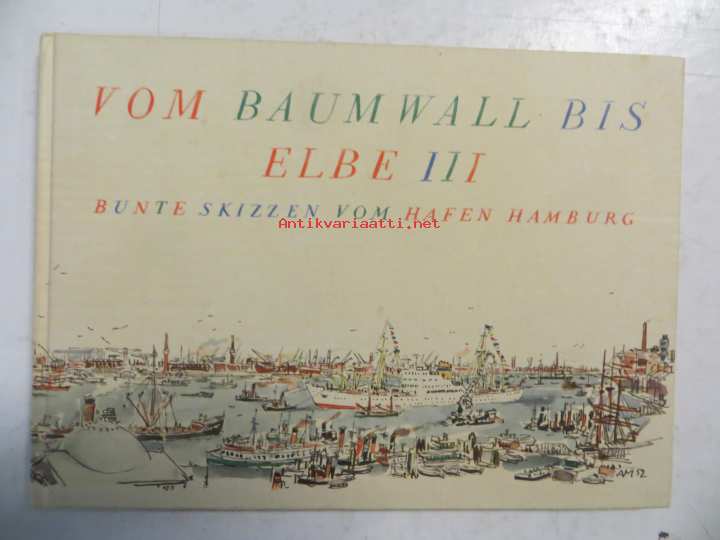 VOM BAUMWALL BIS
ELBE III
BUNTE SKIZZEN VOM HAFEN HAMBURG
Antikvariaatti.net
AM 52